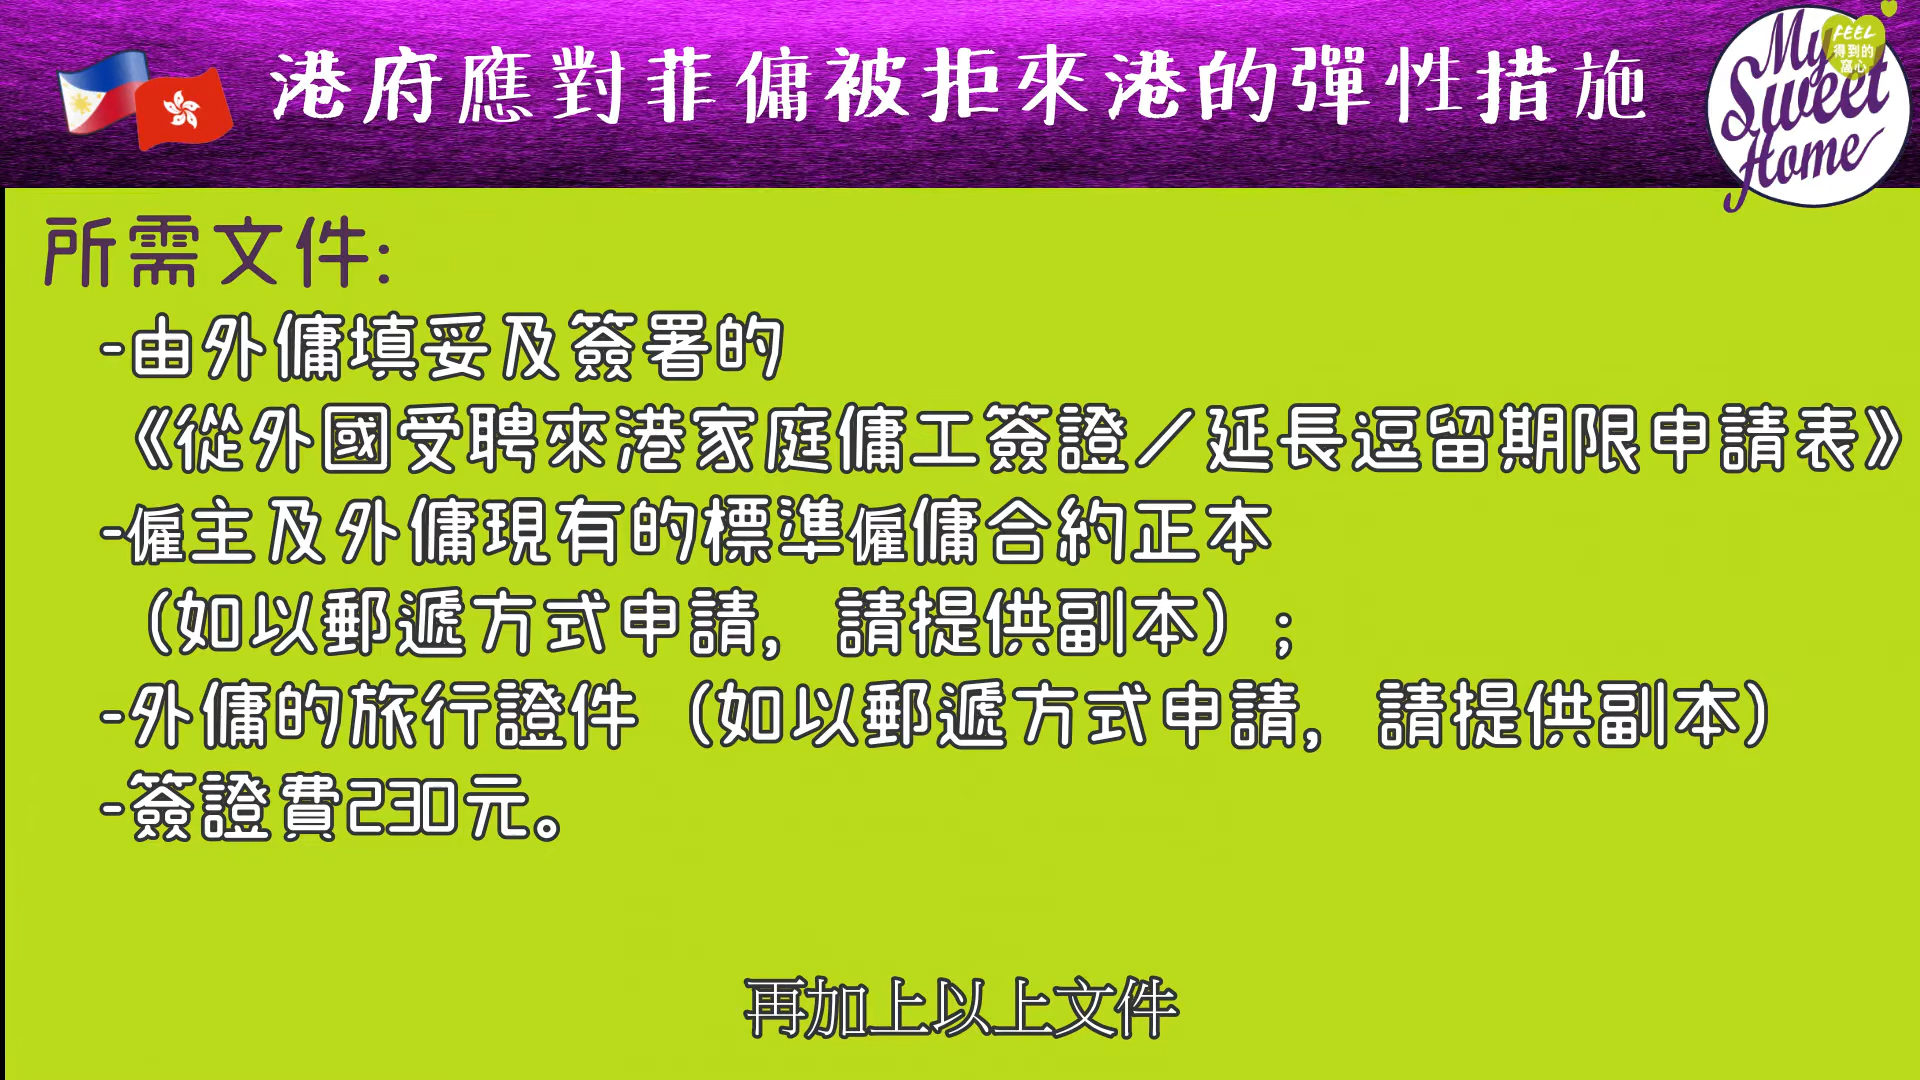 港府應對菲傭被拒來港的彈性措施
My
Sweet
Home
FEEL
得到的
窩心
所需文件:
-由外傭填妥及簽署的
《從外國受聘來港家庭傭工簽證／延長逗留期限申請表》
-僱主及外傭現有的標準僱傭合約正本
（如以郵遞方式申請，請提供副本）；
-外傭的旅行證件（如以郵遞方式申請，請提供副本）
-簽證費230元。
再加上以上文件